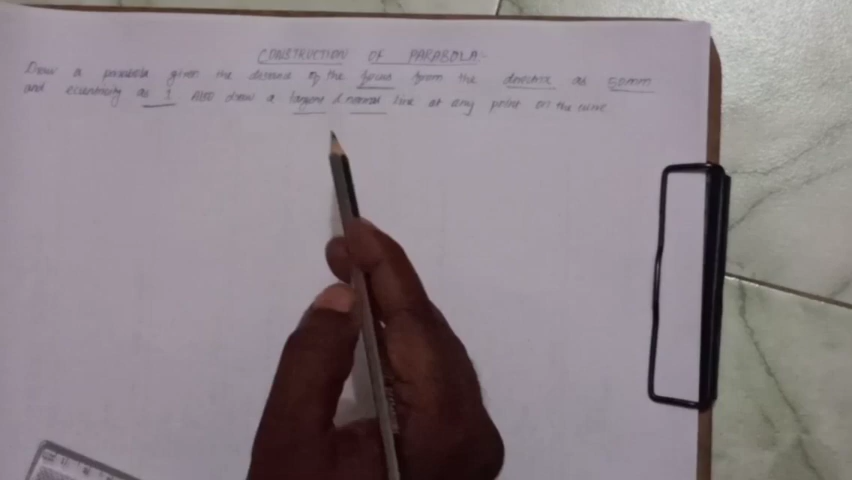 CONSTRUCTION OF PARABOLA:-
Draw a parabola given the distance of the focus from the directrix as 50mm
and eccentricity as 1. Also draw a tangent & normal line at any point on the curve.